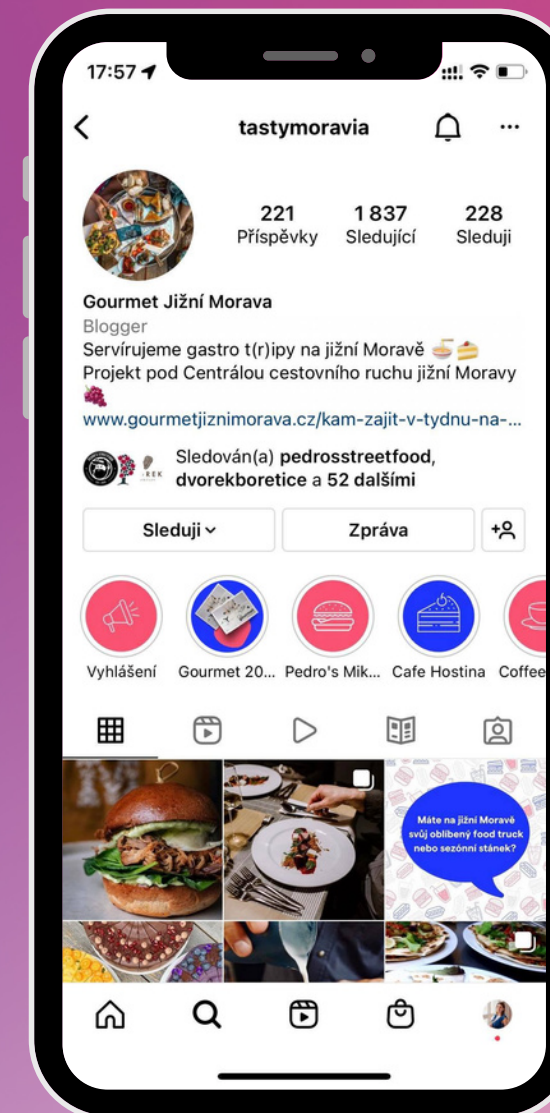 17:57
tastymoravia
221 1 837 228
Příspěvky Sledující Sleduji
Gourmet Jižní Morava
Blogger
Servírujeme gastro t(r)ipy na jižní Moravě
Projekt pod Centrálou cestovního ruchu jižní Moravy
www.gourmetjiznimorava.cz/kam-zajit-v-tydnu-na-...
Sledován(a) pedrosstreetfood,
dvorekboretice a 52 dalšími
Sleduji Zpráva
Vyhlášení Gourmet 20... Pedro's Mik... Cafe Hostina Coffee
Máte na jižní Moravě
svůj oblíbený food truck
nebo sezónní stánek?